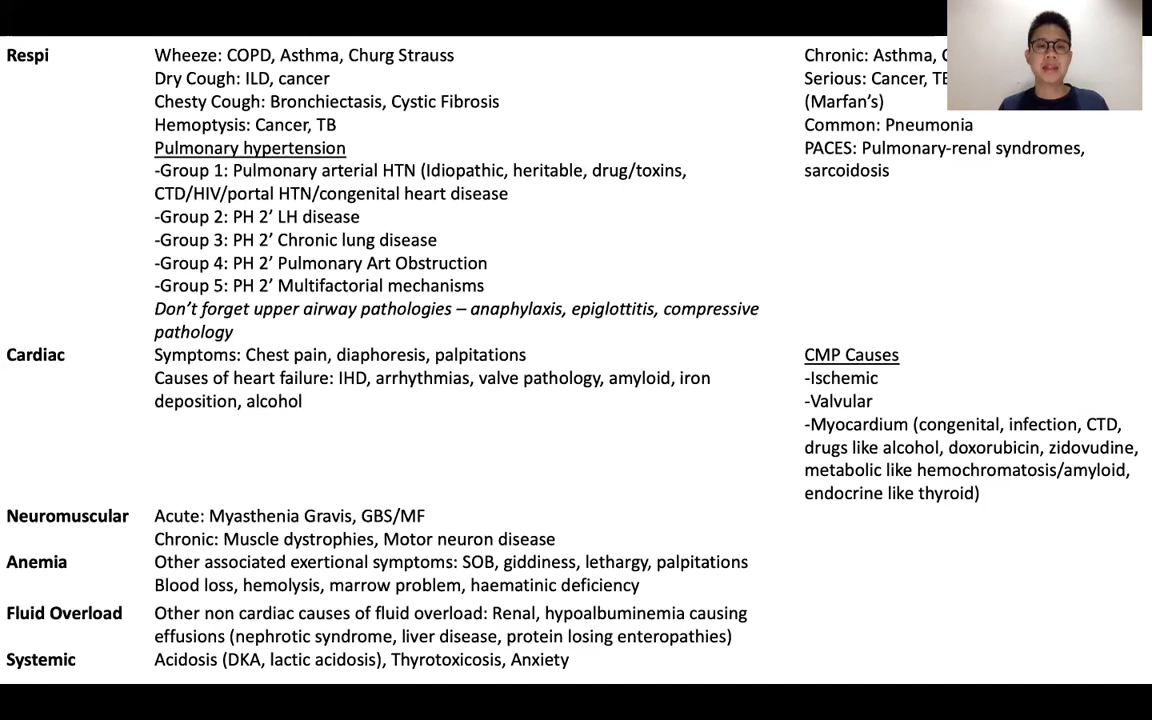 Respi
Wheeze: COPD, Asthma, Churg Strauss
Dry Cough: ILD, cancer
Chesty Cough: Bronchiectasis, Cystic Fibrosis
Hemoptysis: Cancer, TB
Pulmonary hypertension
-Group 1: Pulmonary arterial HTN (Idiopathic, heritable, drug/toxins,
CTD/HIV/portal HTN/congenital heart disease
-Group 2: PH 2’ LH disease
-Group 3: PH 2’ Chronic lung disease
-Group 4: PH 2’ Pulmonary Art Obstruction
-Group 5: PH 2’ Multifactorial mechanisms
Don’t forget upper airway pathologies – anaphylaxis, epiglottitis, compressive
pathology
Chronic: Asthma,
Serious: Cancer,
(Marfan’s)
Common: Pneumonia
PACES: Pulmonary-renal syndromes,
sarcoidosis
Cardiac
Symptoms: Chest pain, diaphoresis, palpitations
Causes of heart failure: IHD, arrhythmias, valve pathology, amyloid, iron
deposition, alcohol
CMP Causes
-Ischemic
-Valvular
-Myocardium (congenital, infection, CTD,
drugs like alcohol, doxorubicin, zidovudine,
metabolic like hemochromatosis/amyloid,
endocrine like thyroid)
Neuromuscular
Acute: Myasthenia Gravis, GBS/MF
Chronic: Muscle dystrophies, Motor neuron disease
Anemia
Other associated exertional symptoms: SOB, giddiness, lethargy, palpitations
Blood loss, hemolysis, marrow problem, haematinic deficiency
Fluid Overload
Other non cardiac causes of fluid overload: Renal, hypoalbuminemia causing
effusions (nephrotic syndrome, liver disease, protein losing enteropathies)
Systemic
Acidosis (DKA, lactic acidosis), Thyrotoxicosis, Anxiety